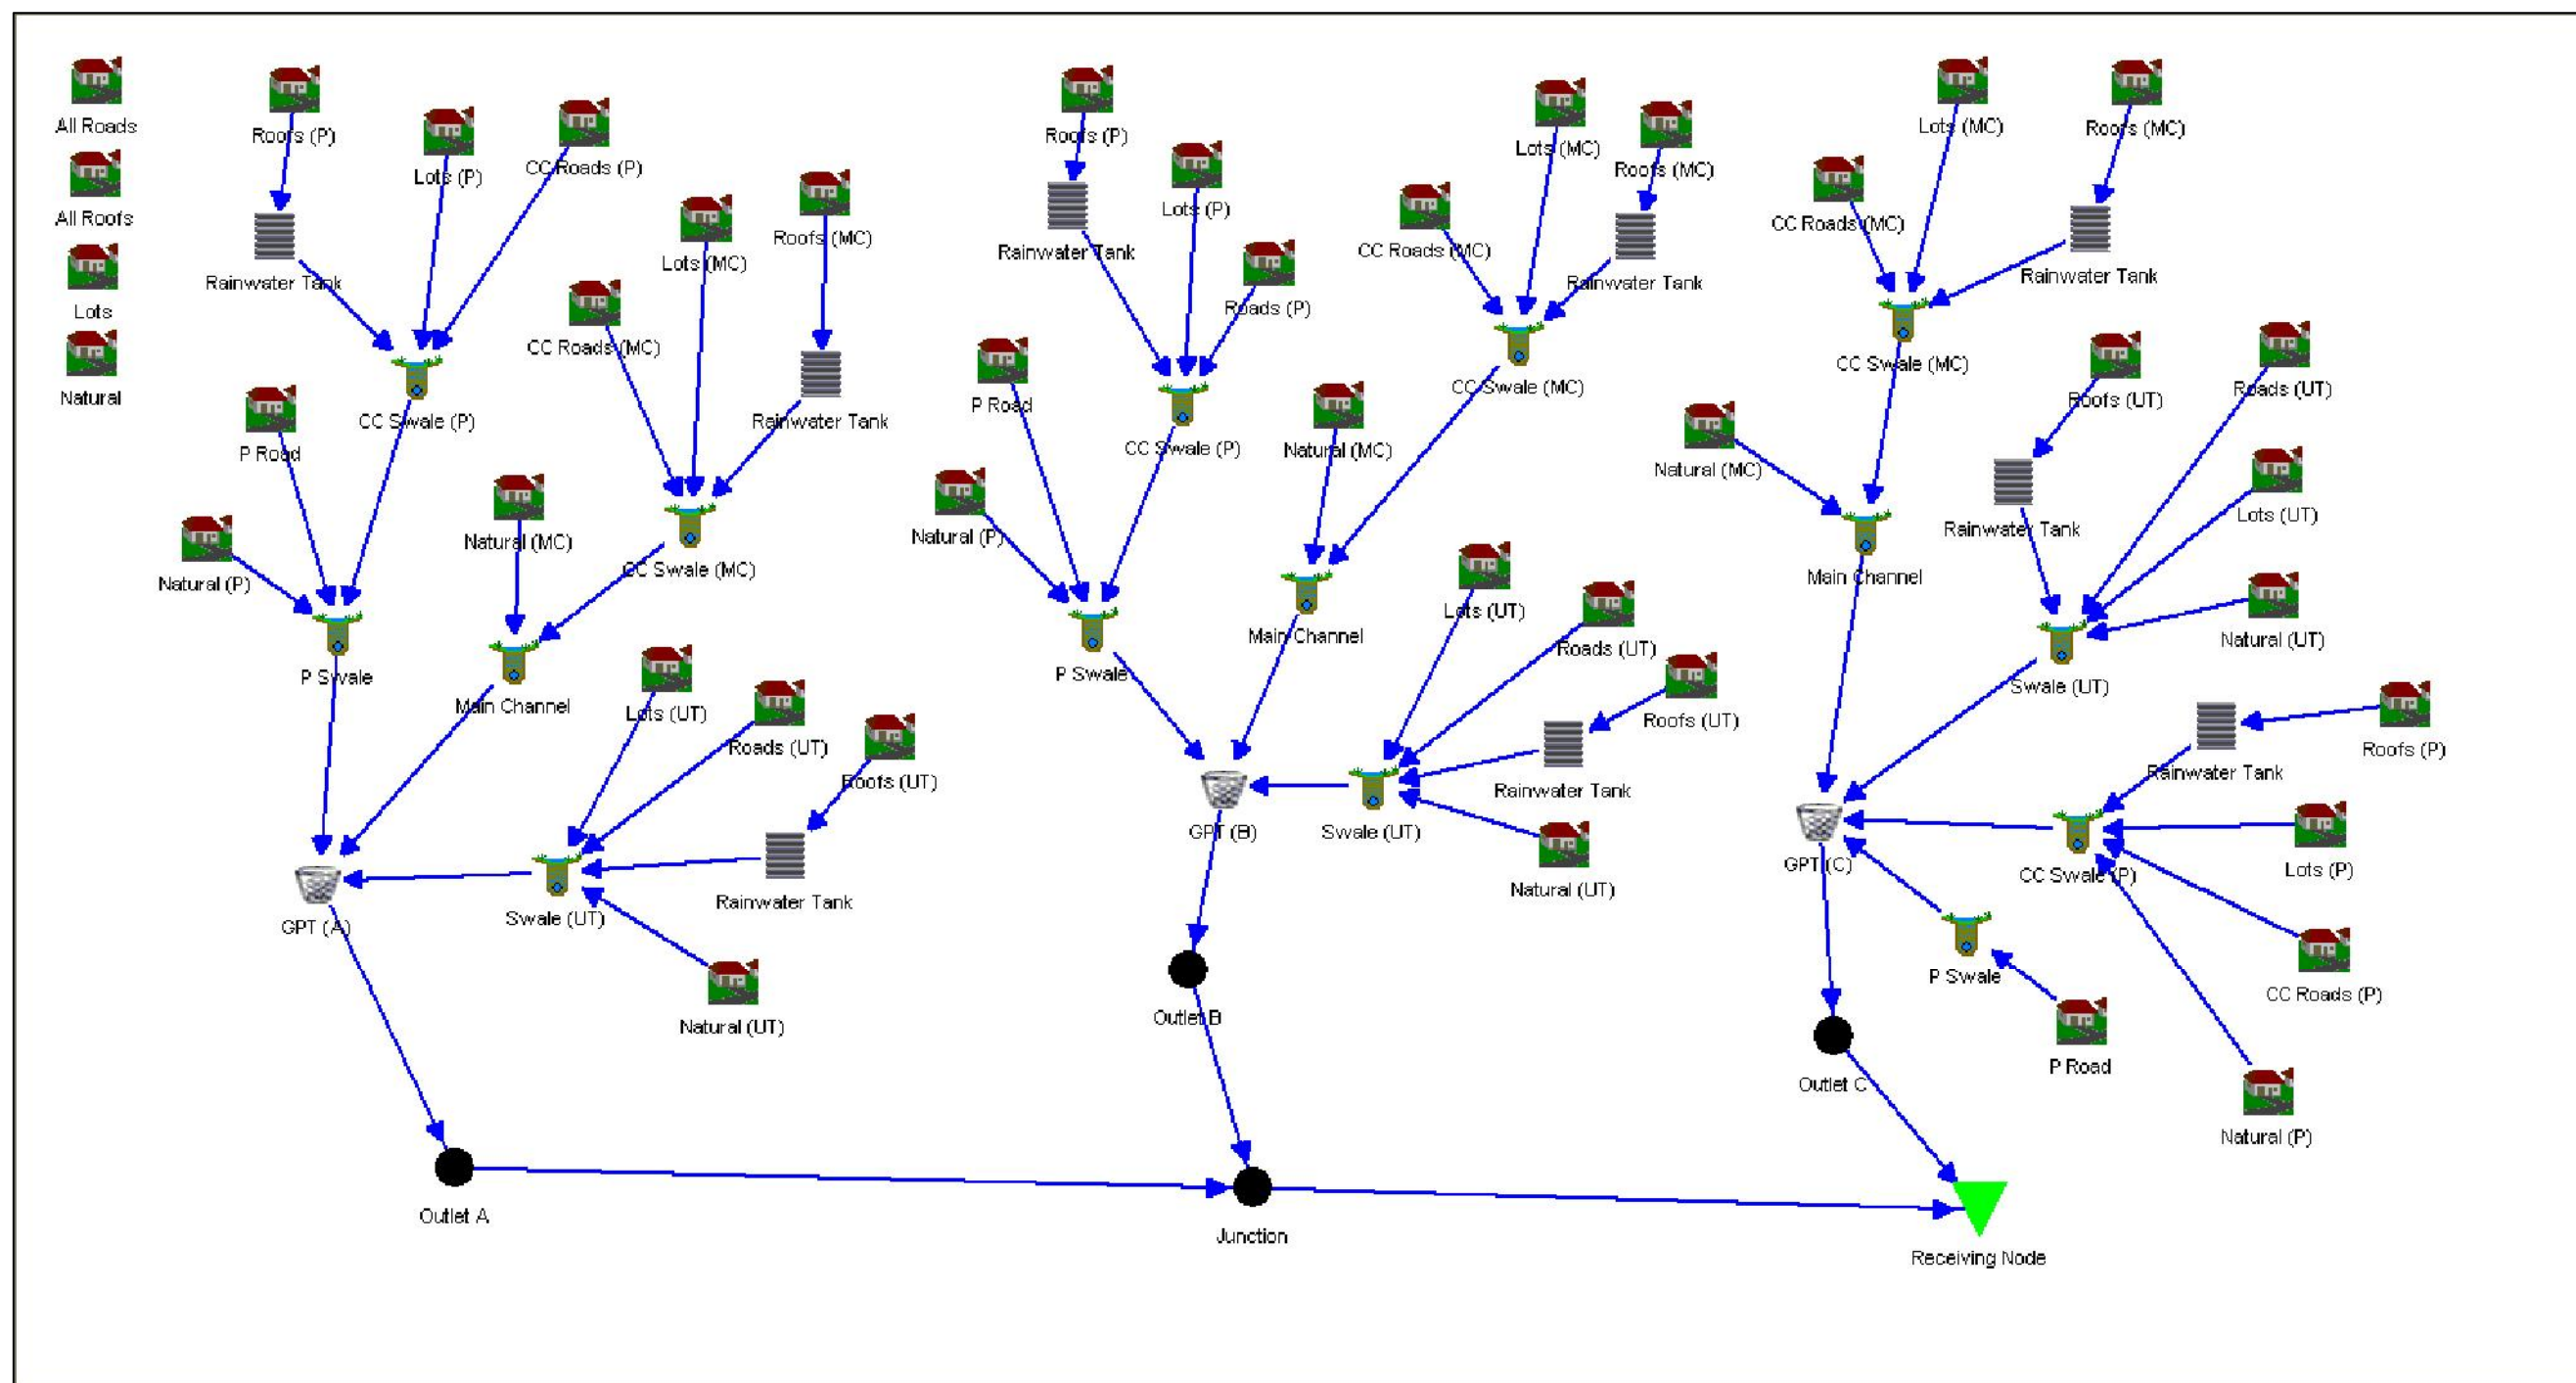 All Roads
All Roofs
Lots
Natural
Roofs (P)
Lots (P)
CC Roads (P)
Rainwater Tank
Roofs (MC)
Lots (MC)
CC Roads (MC)
Rainwater Tank
CC Swale (P)
P Road
Natural (P)
Natural (MC)
CC Swale (MC)
P Swale
Main Channel
Lots (UT)
Roads (UT)
Roofs (UT)
Rainwater Tank
Swale (UT)
GPT (A)
Natural (UT)
Outlet A
Roofs (P)
Lots (P)
Rainwater Tank
Roads (P)
P Road
CC Swale (P)
Natural (P)
P Swale
Lots (MC)
Roofs (MC)
CC Roads (MC)
Rainwater Tank
CC Swale (MC)
Natural (MC)
Main Channel
Lots (UT)
Roads (UT)
Roofs (UT)
Rainwater Tank
Swale (UT)
GPT (B)
Natural (UT)
Outlet B
Junction
Lots (MC)
Roofs (MC)
CC Roads (MC)
Rainwater Tank
CC Swale (MC)
Natural (MC)
Main Channel
Roofs (UT)
Roads (UT)
Rainwater Tank
Lots (UT)
Natural (UT)
Swale (UT)
Roofs (P)
Rainwater Tank
Lots (P)
CC Swale (P)
GPT (C)
P Swale
CC Roads (P)
P Road
Natural (P)
Outlet C
Receiving Node